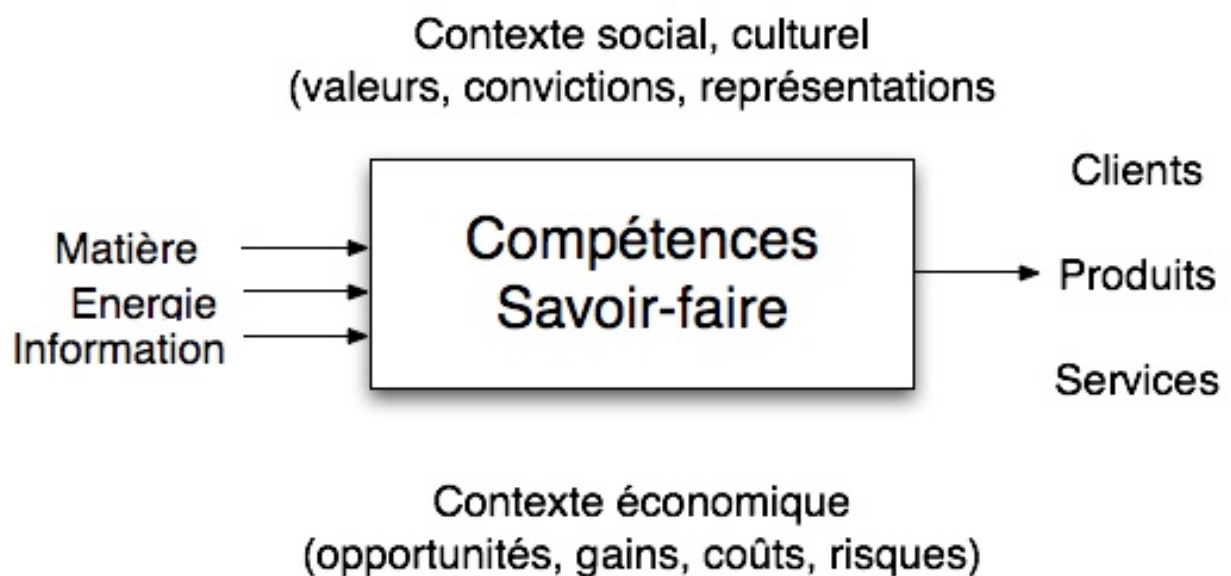 Contexte social, culturel
(valeurs, convictions, représentations
Clients
Matière
Energie
Information
Compétences
Savoir-faire
Produits
Services
Contexte économique
(opportunités, gains, coûts, risques)